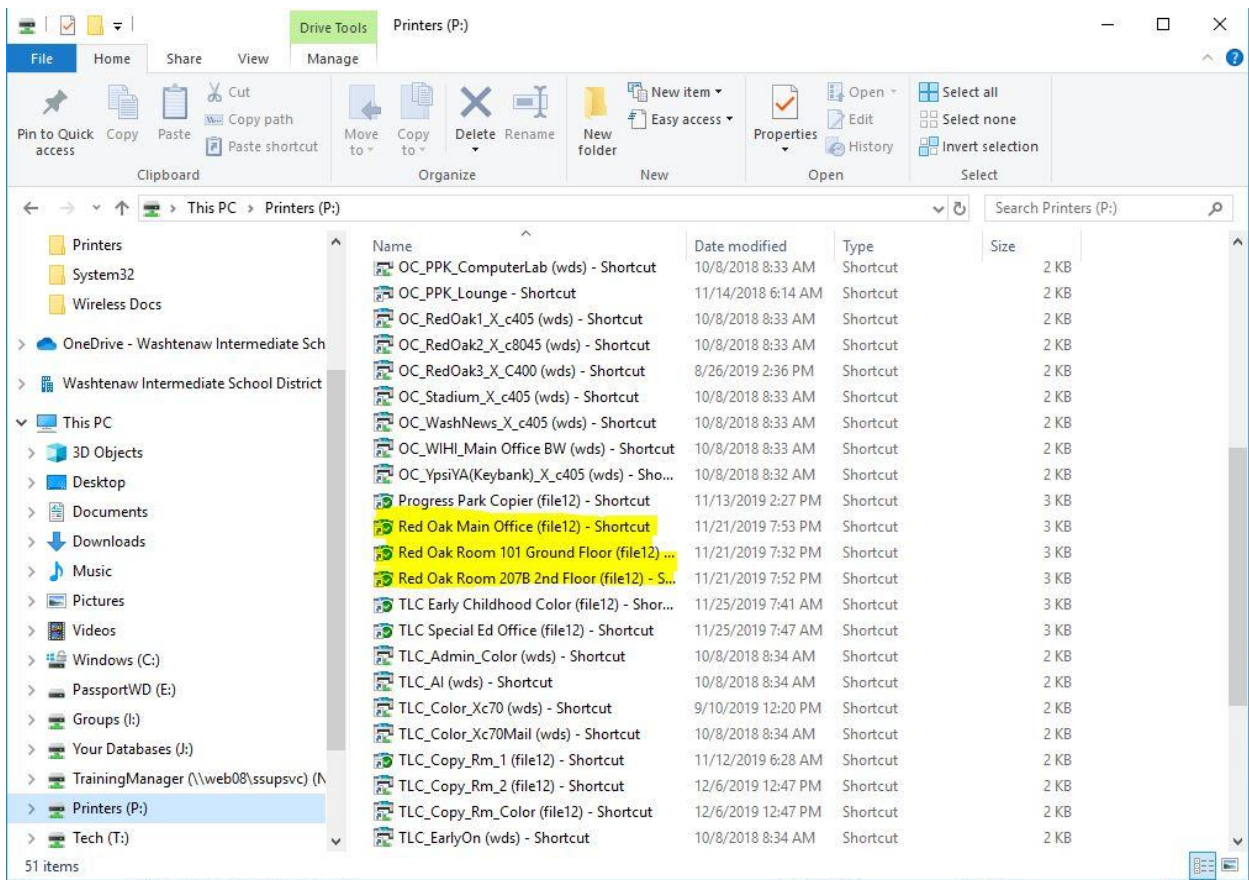 Drive Tools Printers (P:)
File Home Share View Manage
Pin to Quick access
Copy
Paste
Cut
Copy path
Paste shortcut
Clipboard
Move to
Copy to
Delete
Rename
Organize
New folder
New item
Easy access
New
Properties
Open
Edit
History
Open
Select all
Select none
Invert selection
Select
This PC > Printers (P:)
Search Printers (P:)
Printers
System32
Wireless Docs
OneDrive - Washtenaw Intermediate Sch
Washtenaw Intermediate School District
This PC
3D Objects
Desktop
Documents
Downloads
Music
Pictures
Videos
Windows (C:)
PassportWD (E:)
Groups (I:)
Your Databases (J:)
TrainingManager (\\web08\ssupsvc) (N
Printers (P:)
Tech (T:)
Name Date modified Type Size
OC_PPK_ComputerLab (wds) - Shortcut 10/8/2018 8:33 AM Shortcut 2 KB
OC_PPK_Lounge - Shortcut 11/14/2018 6:14 AM Shortcut 2 KB
OC_RedOak1_X_c405 (wds) - Shortcut 10/8/2018 8:33 AM Shortcut 2 KB
OC_RedOak2_X_c8045 (wds) - Shortcut 10/8/2018 8:33 AM Shortcut 2 KB
OC_RedOak3_X_C400 (wds) - Shortcut 8/26/2019 2:36 PM Shortcut 2 KB
OC_Stadium_X_c405 (wds) - Shortcut 10/8/2018 8:33 AM Shortcut 2 KB
OC_WashNews_X_c405 (wds) - Shortcut 10/8/2018 8:33 AM Shortcut 2 KB
OC_WIHI_Main Office BW (wds) - Shortcut 10/8/2018 8:33 AM Shortcut 2 KB
OC_YpsiYA(Keybank)_X_c405 (wds) - Sho... 10/8/2018 8:32 AM Shortcut 2 KB
Progress Park Copier (file12) - Shortcut 11/13/2019 2:27 PM Shortcut 3 KB
Red Oak Main Office (file12) - Shortcut 11/21/2019 7:53 PM Shortcut 3 KB
Red Oak Room 101 Ground Floor (file12) ... 11/21/2019 7:32 PM Shortcut 3 KB
Red Oak Room 207B 2nd Floor (file12) - S... 11/21/2019 7:52 PM Shortcut 3 KB
TLC Early Childhood Color (file12) - Shor... 11/25/2019 7:41 AM Shortcut 3 KB
TLC Special Ed Office (file12) - Shortcut 11/25/2019 7:47 AM Shortcut 3 KB
TLC_Admin_Color (wds) - Shortcut 10/8/2018 8:34 AM Shortcut 2 KB
TLC_AI (wds) - Shortcut 10/8/2018 8:34 AM Shortcut 2 KB
TLC_Color_Xc70 (wds) - Shortcut 9/10/2019 12:20 PM Shortcut 2 KB
TLC_Color_Xc70Mail (wds) - Shortcut 10/8/2018 8:34 AM Shortcut 2 KB
TLC_Copy_Rm_1 (file12) - Shortcut 11/12/2019 6:28 AM Shortcut 3 KB
TLC_Copy_Rm_2 (file12) - Shortcut 12/6/2019 12:47 PM Shortcut 2 KB
TLC_Copy_Rm_Color (file12) - Shortcut 12/6/2019 12:47 PM Shortcut 2 KB
TLC_EarlyOn (wds) - Shortcut 10/8/2018 8:34 AM Shortcut 2 KB
51 items